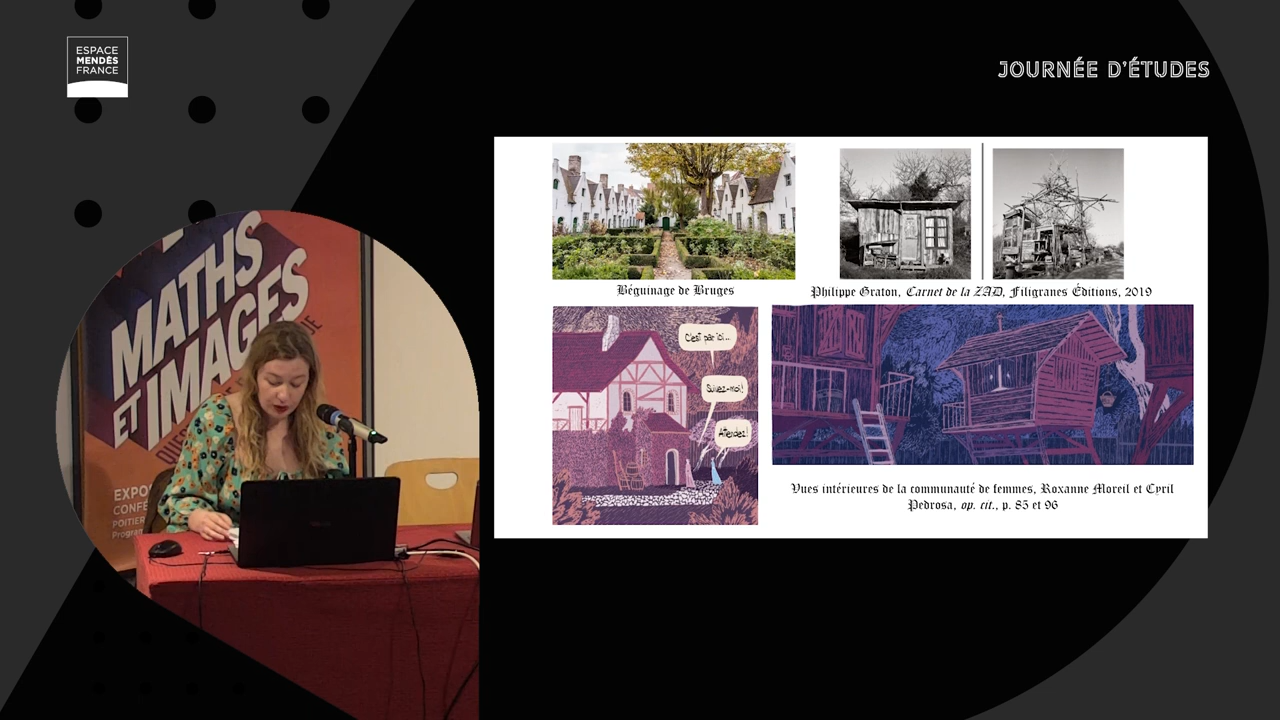 ESPACE
MENDÈS
FRANCE
JOURNÉE D'ÉTUDES
MATHS
ET IMAGES
EXPO
CONFÉ
POITIER
Program
Béguinage de Bruges
Philippe Graton, Carnet de la ZAD, Filigranes Éditions, 2019
C'est par ici...
Suivez-moi!
Attendez!
Vues intérieures de la communauté de femmes, Roxanne Moreil et Cyril
Pedrosa, op. cit., p. 85 et 96